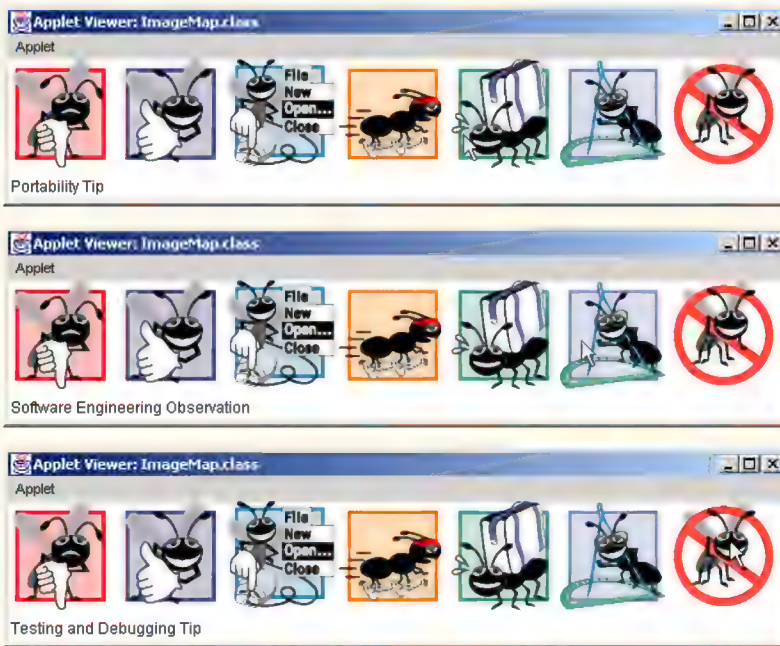 Applet Viewer: ImageMap.class
Applet
File
New
Open...
Close
Portability Tip
Applet Viewer: ImageMap.class
Applet
File
New
Open...
Close
Software Engineering Observation
Applet Viewer: ImageMap.class
Applet
File
New
Open...
Close
Testing and Debugging Tip